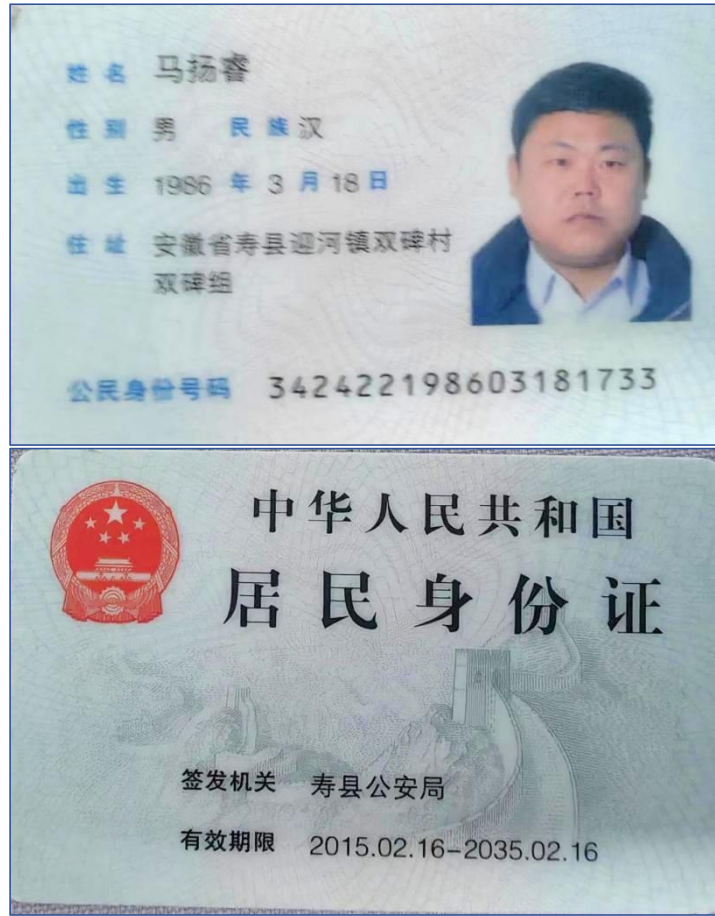 姓名 马扬睿
性别 男 民族 汉
出生 1986 年 3 月 18 日
住址 安徽省寿县迎河镇双碑村
双碑组
公民身份号码 342422198603181733
中华人民共和国
居民身份证
签发机关 寿县公安局
有效期限 2015.02.16-2035.02.16